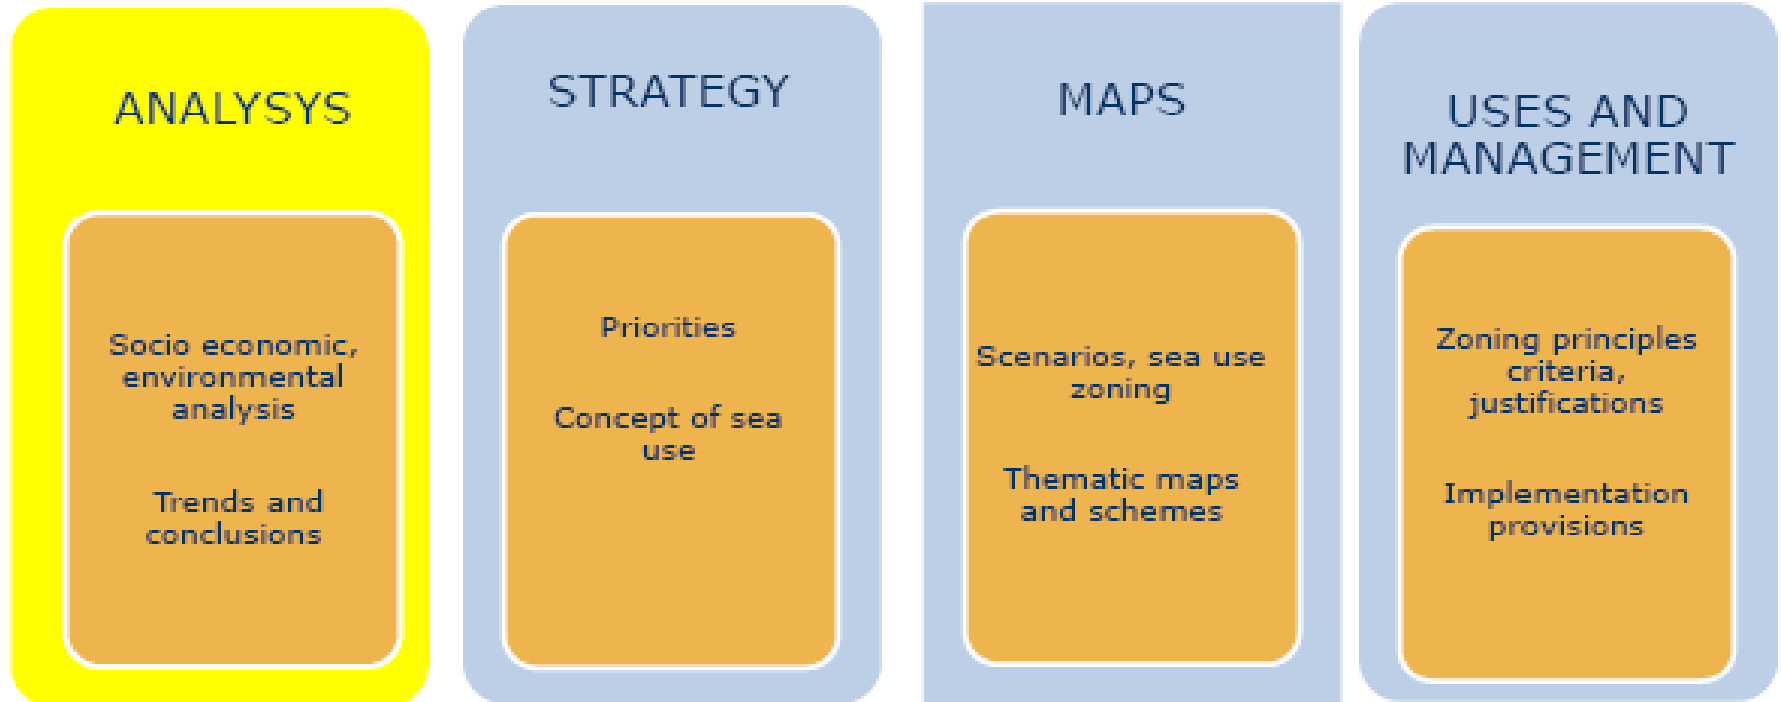 ANALYSYS
Socio economic,
environmental
analysis
Trends and
conclusions
STRATEGY
Priorities
Concept of sea
use
MAPS
Scenarios, sea use
zoning
Thematic maps
and schemes
USES AND
MANAGEMENT
Zoning principles
criteria,
justifications
Implementation
provisions